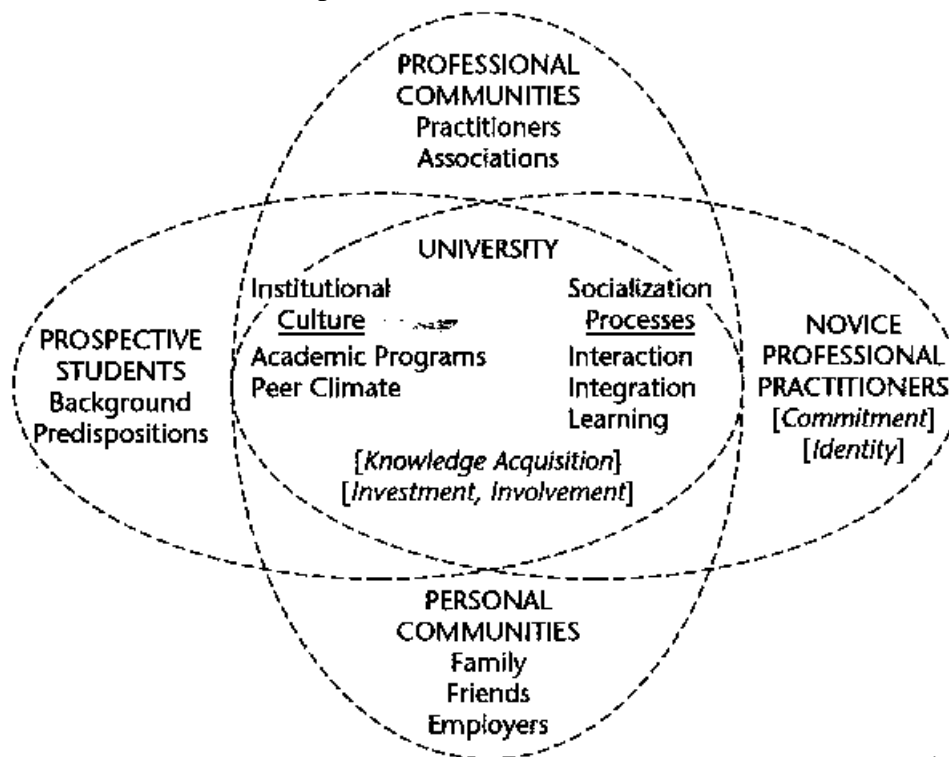 PROFESSIONAL
COMMUNITIES
Practitioners
Associations
UNIVERSITY
Institutional
Culture
Academic Programs
Peer Climate
Socialization
Processes
Interaction
Integration
Learning
[Knowledge Acquisition]
[Investment, Involvement]
PROSPECTIVE
STUDENTS
Background
Predispositions
NOVICE
PROFESSIONAL
PRACTITIONERS
[Commitment]
[Identity]
PERSONAL
COMMUNITIES
Family
Friends
Employers